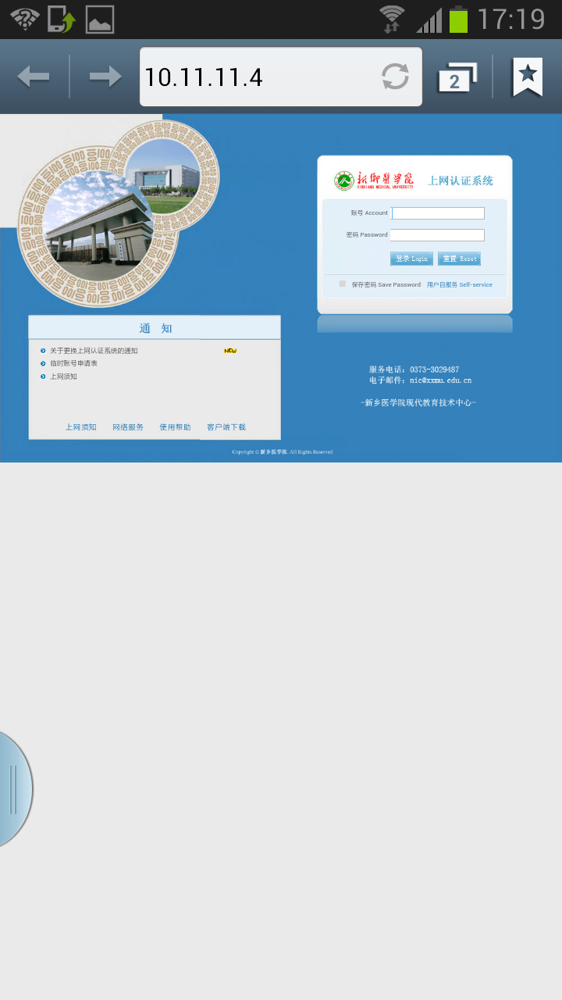 17:19
10.11.11.4
2
新乡医学院
XINXIANG MEDICAL UNIVERSITY
上网认证系统
账号 Account
密码 Password
登录 Login 重置 Reset
保存密码 Save Password 用户自服务 Self-service
通 知
关于更换上网认证系统的通知 NEW
临时账号申请表
上网须知
上网须知 网络服务 使用帮助 客户端下载
服务电话: 0373-3029487
电子邮件: nic@xxmu.edu.cn
-新乡医学院现代教育技术中心-
Copyright © 新乡医学院. All Rights Reserved